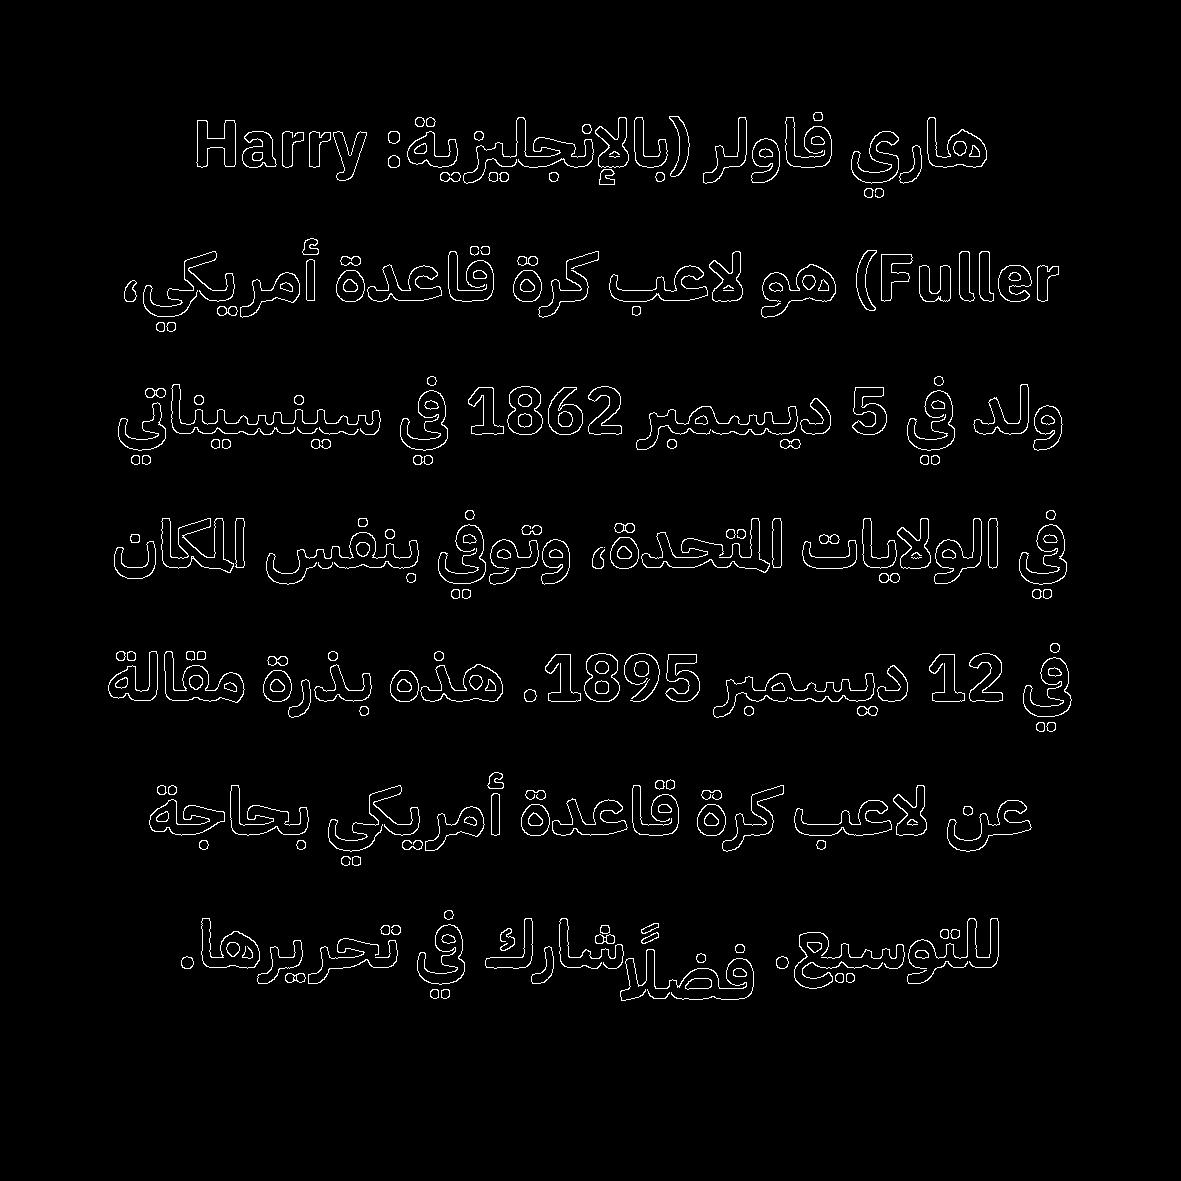 هاري فاولر (بالإنجليزية: Harry
Fuller) هو لاعب كرة قاعدة أمريكي،
ولد في 5 ديسمبر 1862 في سينسيناتي
في الولايات المتحدة، وتوفي بنفس المكان
في 12 ديسمبر 1895. هذه بذرة مقالة
عن لاعب كرة قاعدة أمريكي بحاجة
للتوسيع. فضلًا شارك في تحريرها.